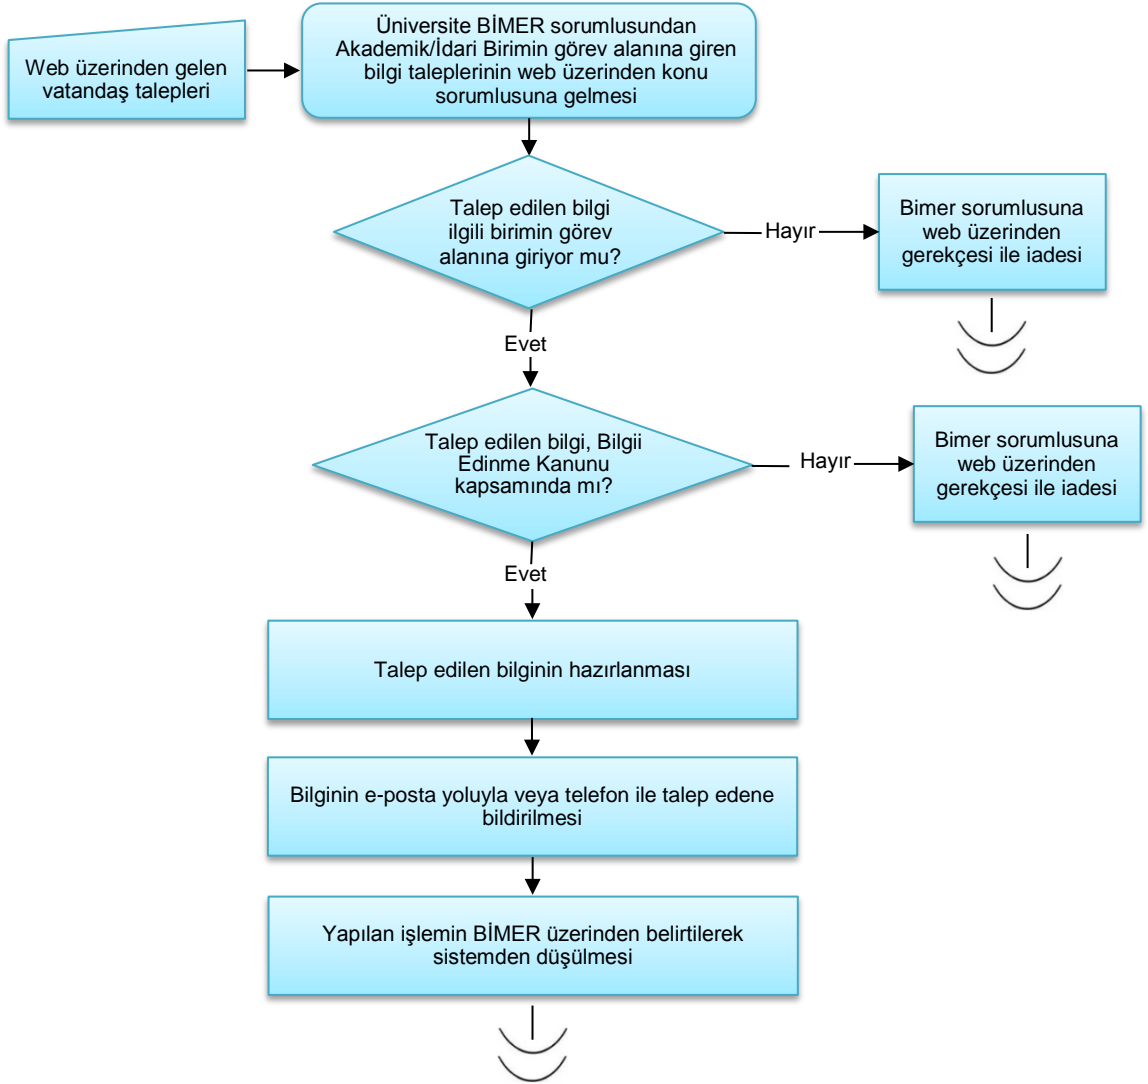 Web üzerinden gelen
vatandaş talepleri
Üniversite BİMER sorumlusundan
Akademik/İdari Birimin görev alanına giren
bilgi taleplerinin web üzerinden konu
sorumlusuna gelmesi
Talep edilen bilgi
ilgili birimin görev
alanına giriyor mu?
Hayır
Bimer sorumlusuna
web üzerinden
gerekçesi ile iadesi
Evet
Talep edilen bilgi, Bilgii
Edinme Kanunu
kapsamında mı?
Hayır
Bimer sorumlusuna
web üzerinden
gerekçesi ile iadesi
Evet
Talep edilen bilginin hazırlanması
Bilginin e-posta yoluyla veya telefon ile talep edene
bildirilmesi
Yapılan işlemin BİMER üzerinden belirtilerek
sistemden düşülmesi